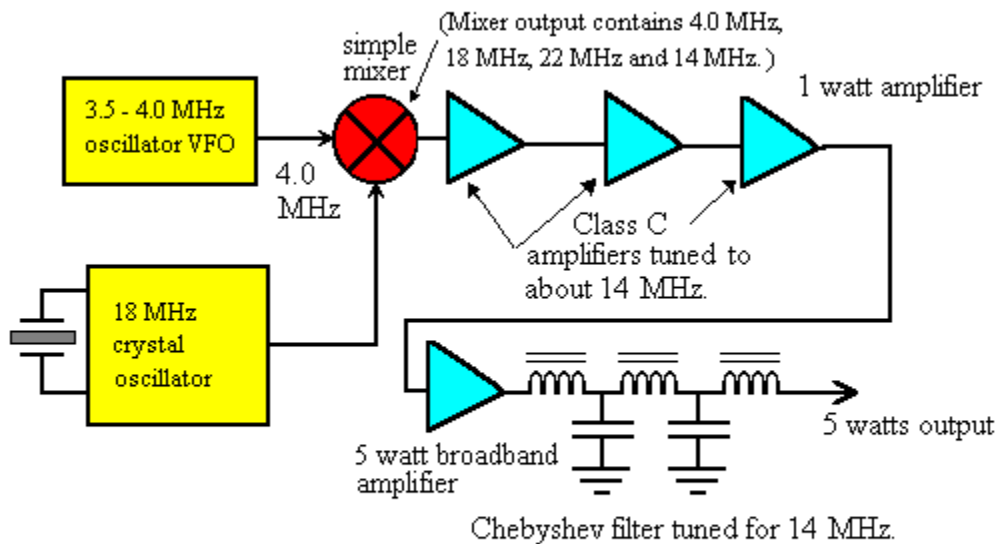 (Mixer output contains 4.0 MHz,
18 MHz, 22 MHz and 14 MHz.)
simple
mixer
1 watt amplifier
3.5 - 4.0 MHz
oscillator VFO
4.0
MHz
Class C
amplifiers tuned to
about 14 MHz.
18 MHz
crystal
oscillator
5 watts output
5 watt broadband
amplifier
Chebyshev filter tuned for 14 MHz.